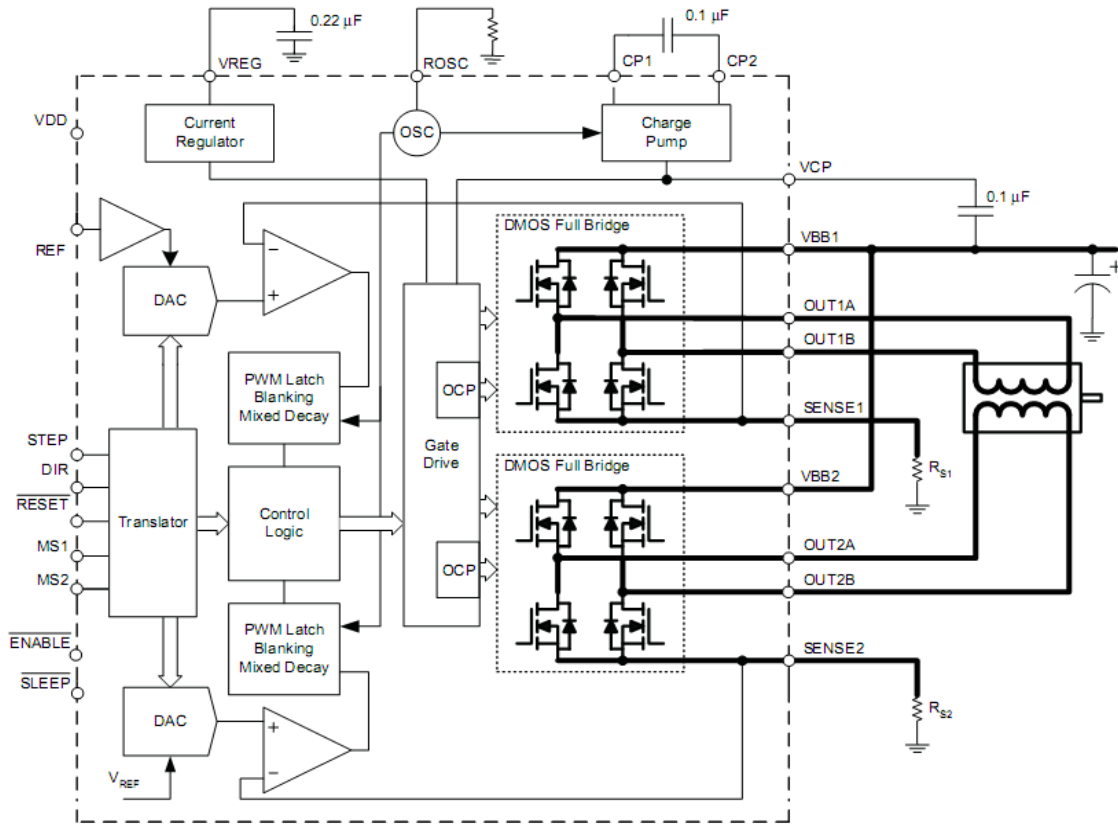 0.22 µF
0.1 µF
VREG
ROSC
CP1
CP2
VDD
Current
Regulator
OSC
Charge
Pump
VCP
0.1 µF
REF
DMOS Full Bridge
VBB1
−
+
+
DAC
OUT1A
OUT1B
PWM Latch
Blanking
Mixed Decay
OCP
SENSE1
STEP
Gate
Drive
DIR
DMOS Full Bridge
RS1
VBB2
RESET
Translator
Control
Logic
MS1
OUT2A
MS2
OCP
OUT2B
PWM Latch
Blanking
Mixed Decay
ENABLE
SENSE2
SLEEP
DAC
+
−
RS2
VREF